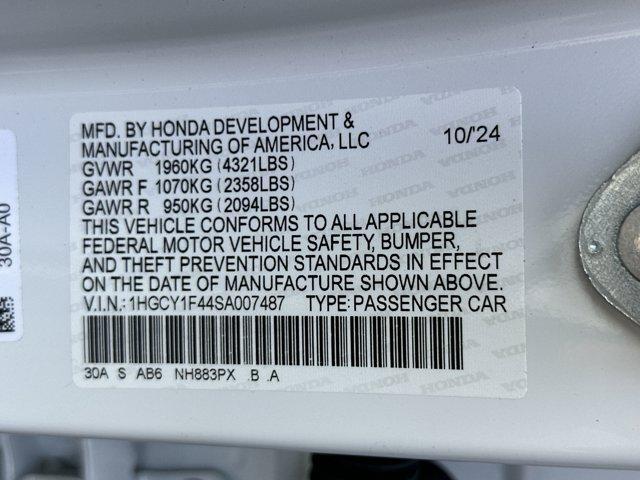 MFD. BY HONDA DEVELOPMENT &
MANUFACTURING OF AMERICA, LLC 10/'24
GVWR 1960KG (4321LBS)
GAWR F 1070KG (2358LBS)
GAWR R 950KG (2094LBS)
THIS VEHICLE CONFORMS TO ALL APPLICABLE
FEDERAL MOTOR VEHICLE SAFETY, BUMPER,
AND THEFT PREVENTION STANDARDS IN EFFECT
ON THE DATE OF MANUFACTURE SHOWN ABOVE.
V.I.N.: 1HGCY1F44SA007487 TYPE: PASSENGER CAR
30A S AB6 NH883PX B A
30A-A0